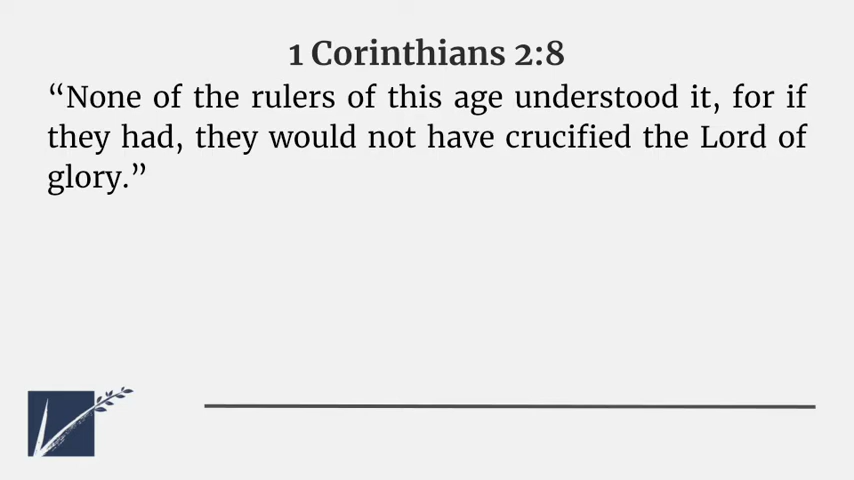 1 Corinthians 2:8
“None of the rulers of this age understood it, for if
they had, they would not have crucified the Lord of
glory.”